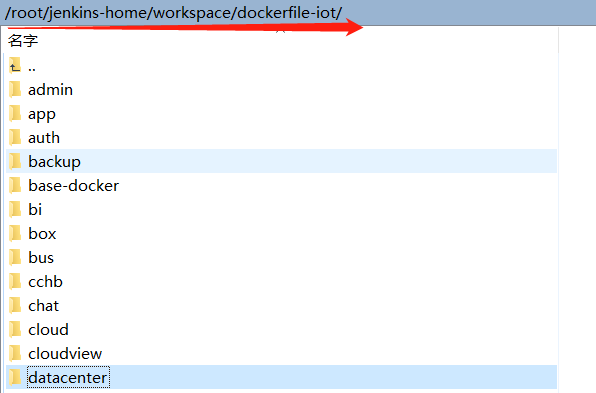 /root/jenkins-home/workspace/dockerfile-iot/
名字
..
admin
app
auth
backup
base-docker
bi
box
bus
cchb
chat
cloud
cloudview
datacenter